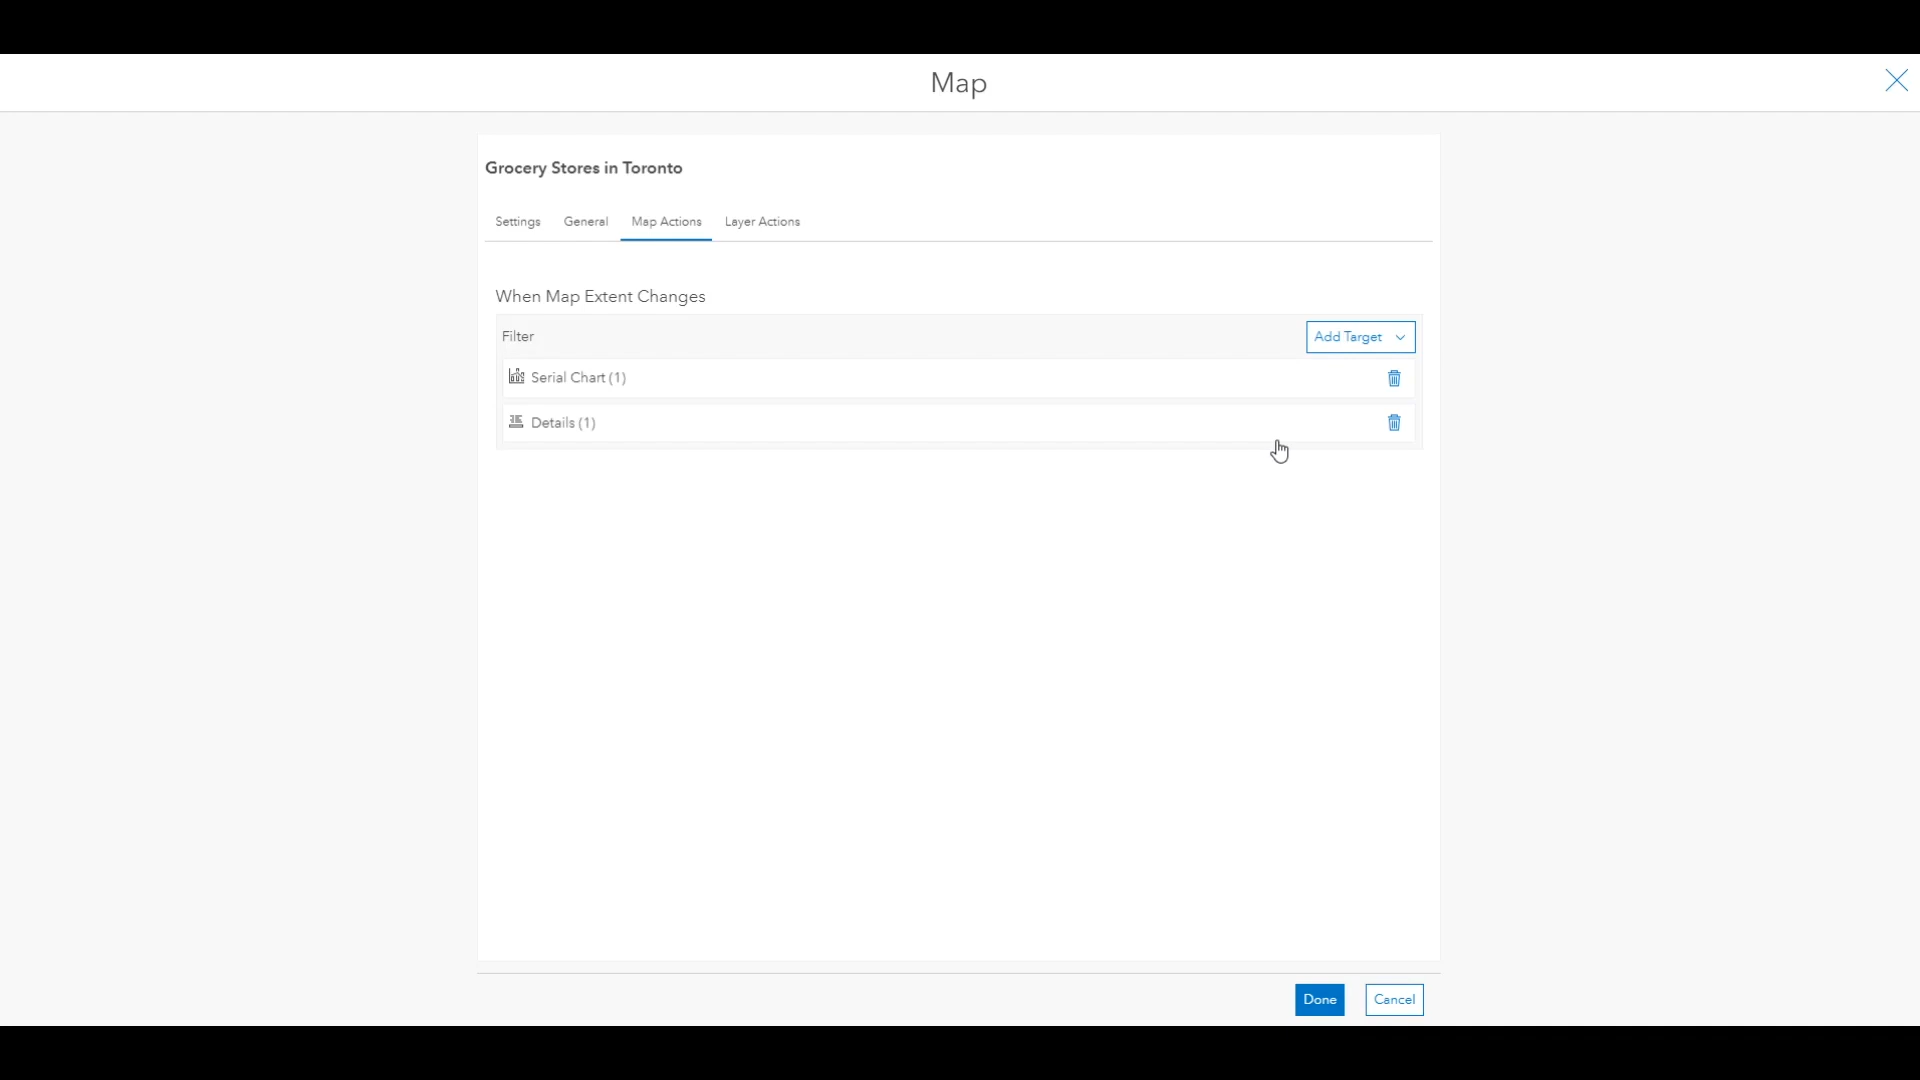 Map
Grocery Stores in Toronto
Settings General Map Actions Layer Actions
When Map Extent Changes
Filter Add Target
Serial Chart (1)
Details (1)
Done Cancel